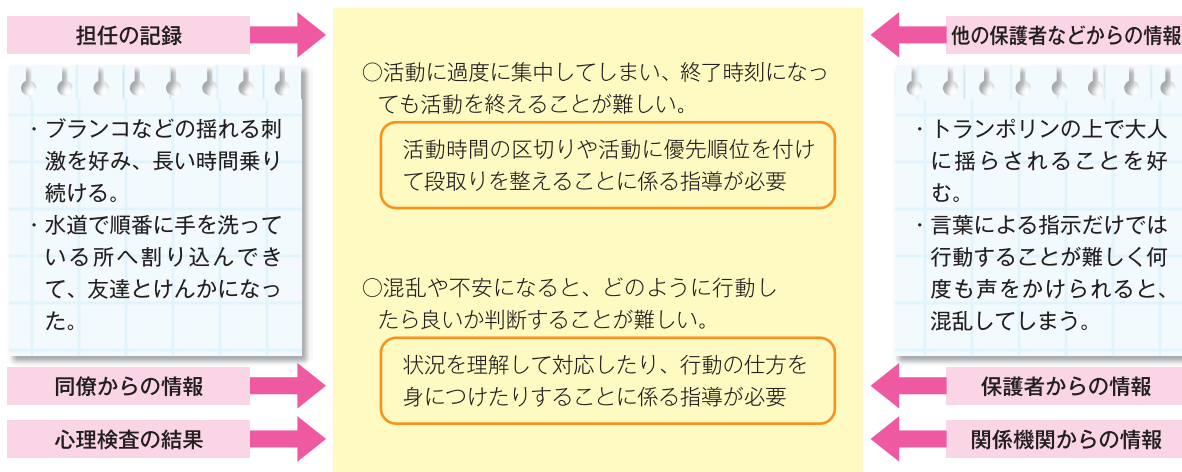 担任の記録
・ブランコなどの揺れる刺
激を好み、長い時間乗り
続ける。
・水道で順番に手を洗って
いる所へ割り込んでき
て、友達とけんかになっ
た。
同僚からの情報
心理検査の結果
○活動に過度に集中してしまい、終了時刻になっ
ても活動を終えることが難しい。
活動時間の区切りや活動に優先順位を付け
て段取りを整えることに係る指導が必要
○混乱や不安になると、どのように行動し
たら良いか判断することが難しい。
状況を理解して対応したり、行動の仕方を
身につけたりすることに係る指導が必要
他の保護者などからの情報
・トランポリンの上で大人
に揺らされることを好
む。
・言葉による指示だけでは
行動することが難しく何
度も声をかけられると、
混乱してしまう。
保護者からの情報
関係機関からの情報